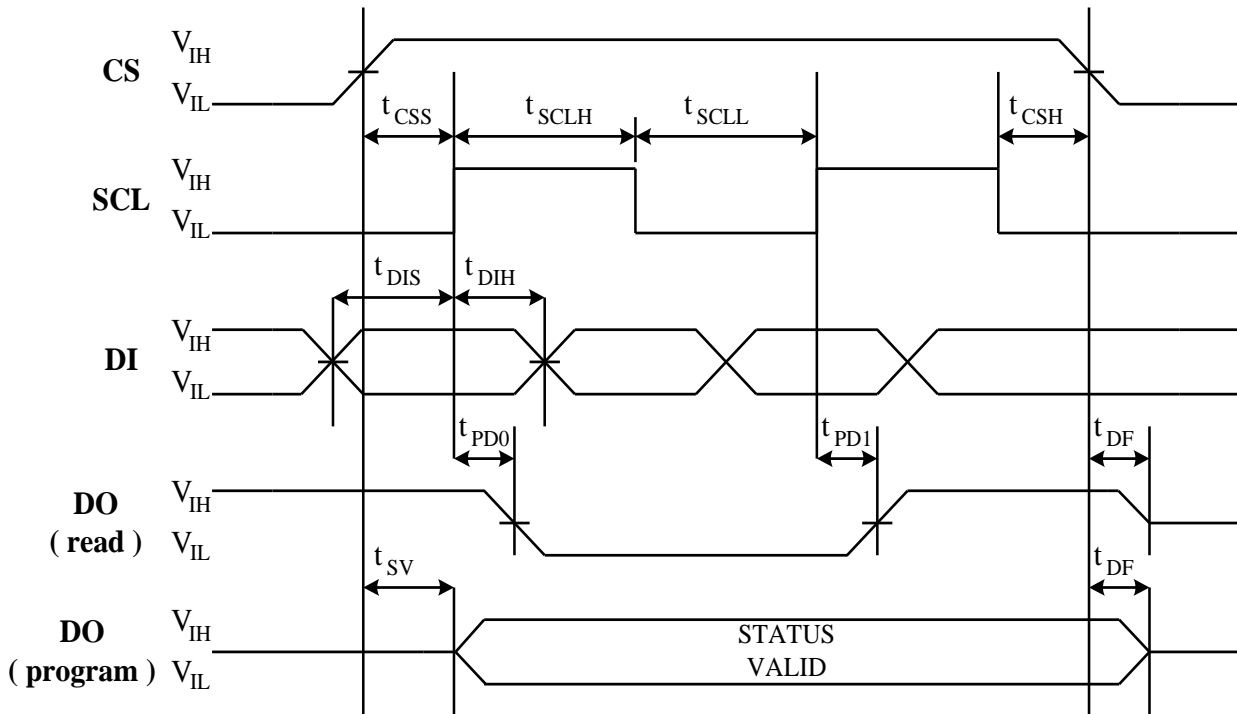 CS
V_IH
V_IL
t_CSS
t_SCLH
t_SCLL
t_CSH
SCL
V_IH
V_IL
t_DIS
t_DIH
DI
V_IH
V_IL
t_PD0
t_PD1
t_DF
DO
( read )
V_IH
V_IL
t_SV
t_DF
DO
( program )
V_IH
V_IL
STATUS
VALID